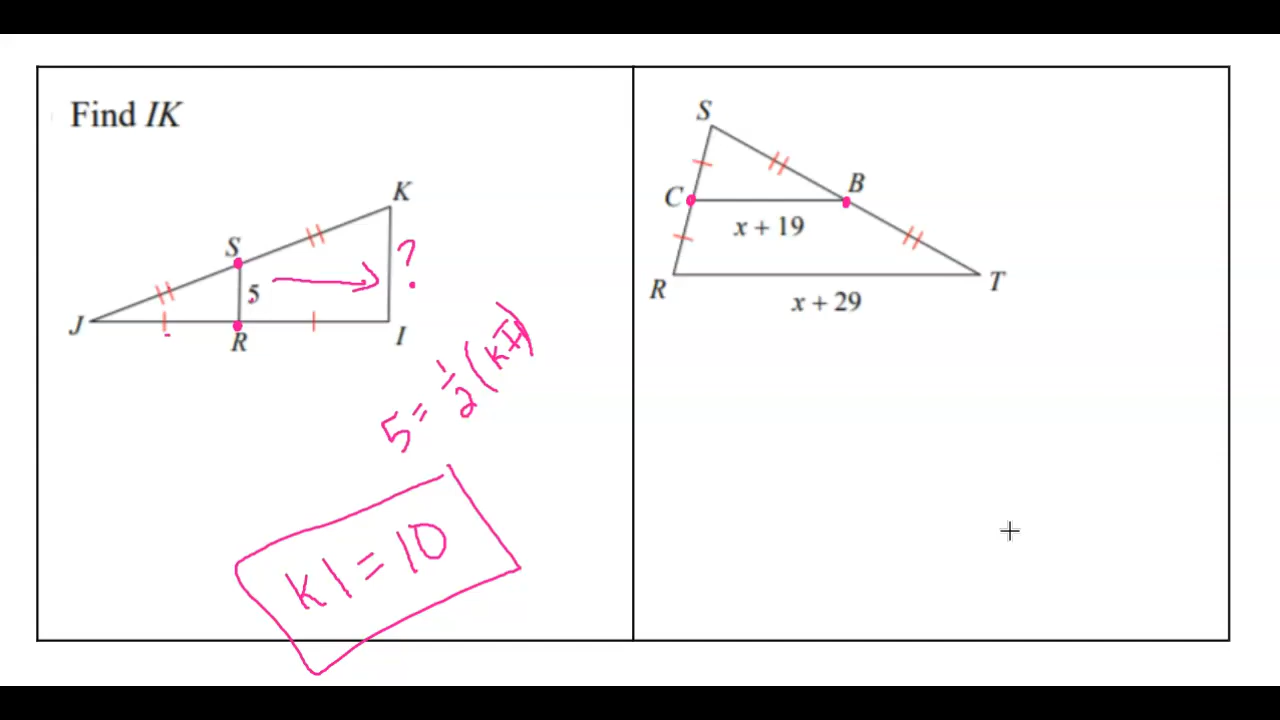 Find IK
K
S
?
5
J
R
I
5 = 1/2 (KI)
KI = 10
S
C
B
x + 19
R
T
x + 29